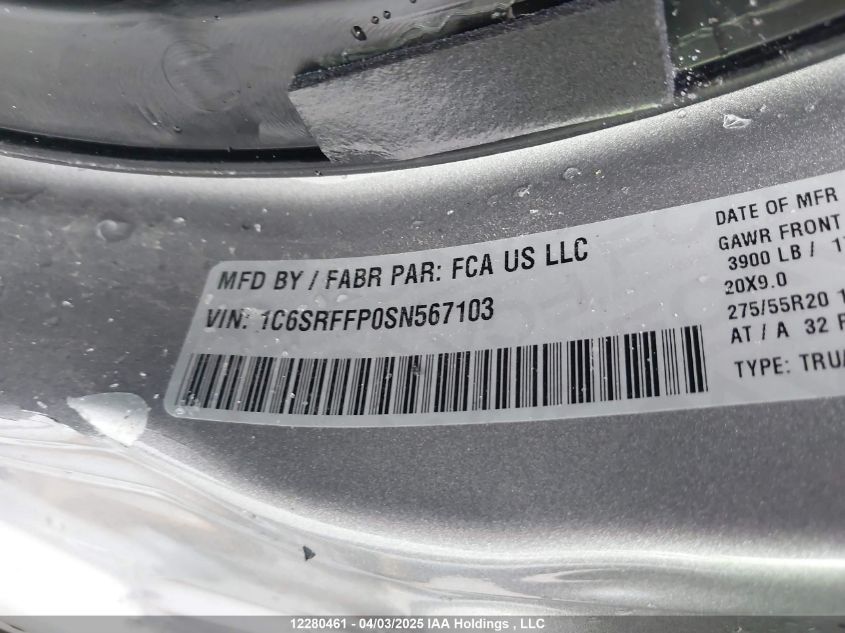 MFD BY / FABR PAR: FCA US LLC
VIN: 1C6SRFFP0SN567103
DATE OF MFR
GAWR FRONT
3900 LB /
20X9.0
275/55R20
AT / A 32
TYPE:
12280461 - 04/03/2025 IAA Holdings , LLC